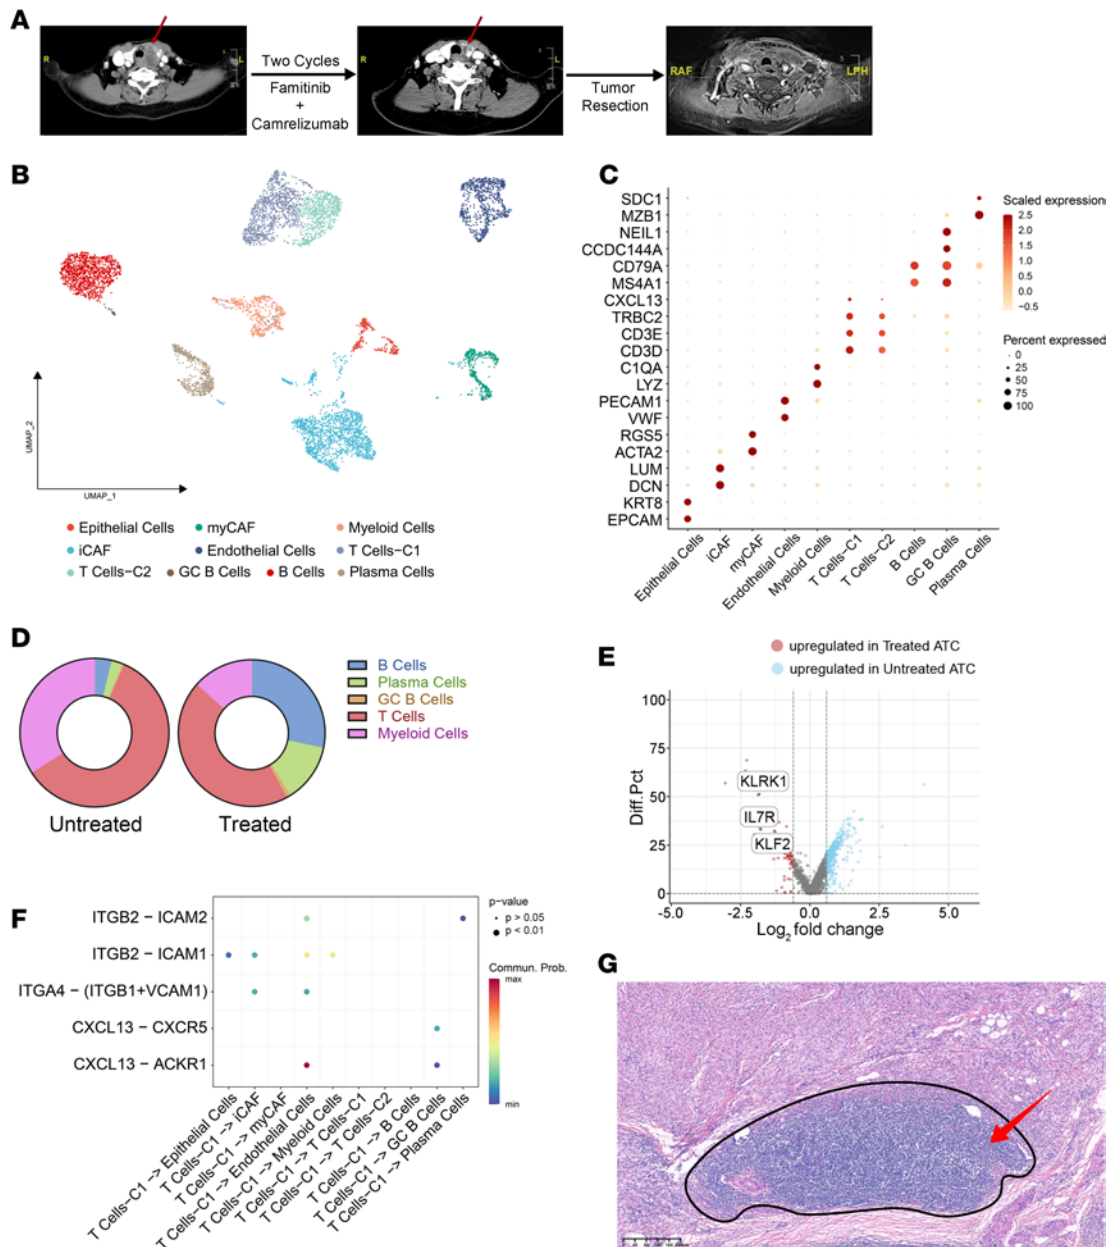 A
R
L
Two Cycles
Famitinib
+
Camrelizumab
R
L
Tumor
Resection
RAF
LPH
B
UMAP_2
UMAP_1
Epithelial Cells
myCAF
Myeloid Cells
iCAF
Endothelial Cells
T Cells-C1
T Cells-C2
GC B Cells
B Cells
Plasma Cells
C
SDC1
MZB1
NEIL1
CCDC144A
CD79A
MS4A1
CXCL13
TRBC2
CD3E
CD3D
C1QA
LYZ
PECAM1
VWF
RGS5
ACTA2
LUM
DCN
KRT8
EPCAM
Epithelial Cells
iCAF
myCAF
Endothelial Cells
Myeloid Cells
T Cells-C1
T Cells-C2
B Cells
GC B Cells
Plasma Cells
Scaled expression
2.5
2.0
1.5
1.0
0.5
0.0
-0.5
Percent expressed
0
25
50
75
100
D
Untreated
Treated
B Cells
Plasma Cells
GC B Cells
T Cells
Myeloid Cells
E
upregulated in Treated ATC
upregulated in Untreated ATC
Diff.Pct
100
75
50
25
0
KLRK1
IL7R
KLF2
-5.0
-2.5
0.0
2.5
5.0
Log2 fold change
F
ITGB2 - ICAM2
ITGB2 - ICAM1
ITGA4 - (ITGB1+VCAM1)
CXCL13 - CXCR5
CXCL13 - ACKR1
T Cells-C1 -> Epithelial Cells
T Cells-C1 -> iCAF
T Cells-C1 -> myCAF
T Cells-C1 -> Endothelial Cells
T Cells-C1 -> Myeloid Cells
T Cells-C1 -> T Cells-C1
T Cells-C1 -> T Cells-C2
T Cells-C1 -> B Cells
T Cells-C1 -> GC B Cells
T Cells-C1 -> Plasma Cells
p-value
p > 0.05
p < 0.01
Commun. Prob.
max
min
G